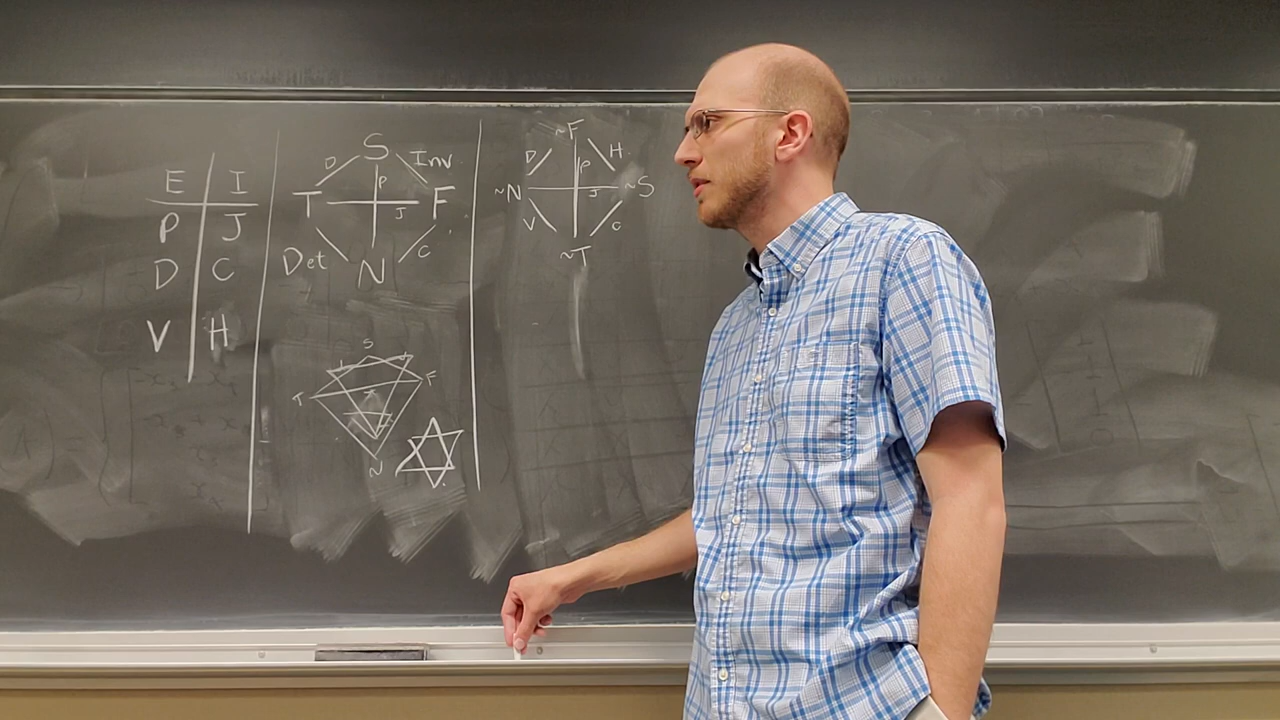 E I
P J
D C
V H
S
D Inv
P
T J F
Det N C
S
T F
N
~F
D H
P
~N J ~S
V C
~T